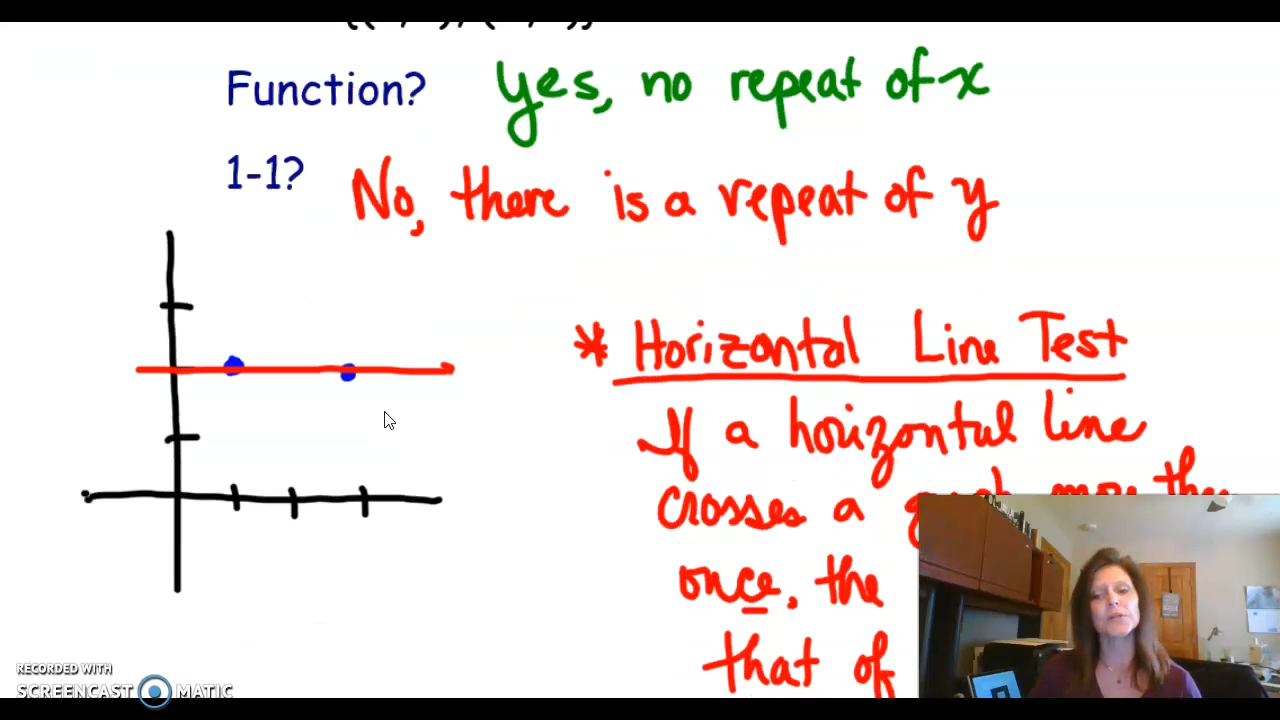 Function? yes, no repeat of x
1-1? No, there is a repeat of y
* Horizontal Line Test
If a horizontal line
crosses a
once, the
that of
RECORDED WITH
SCREENCAST MATIC